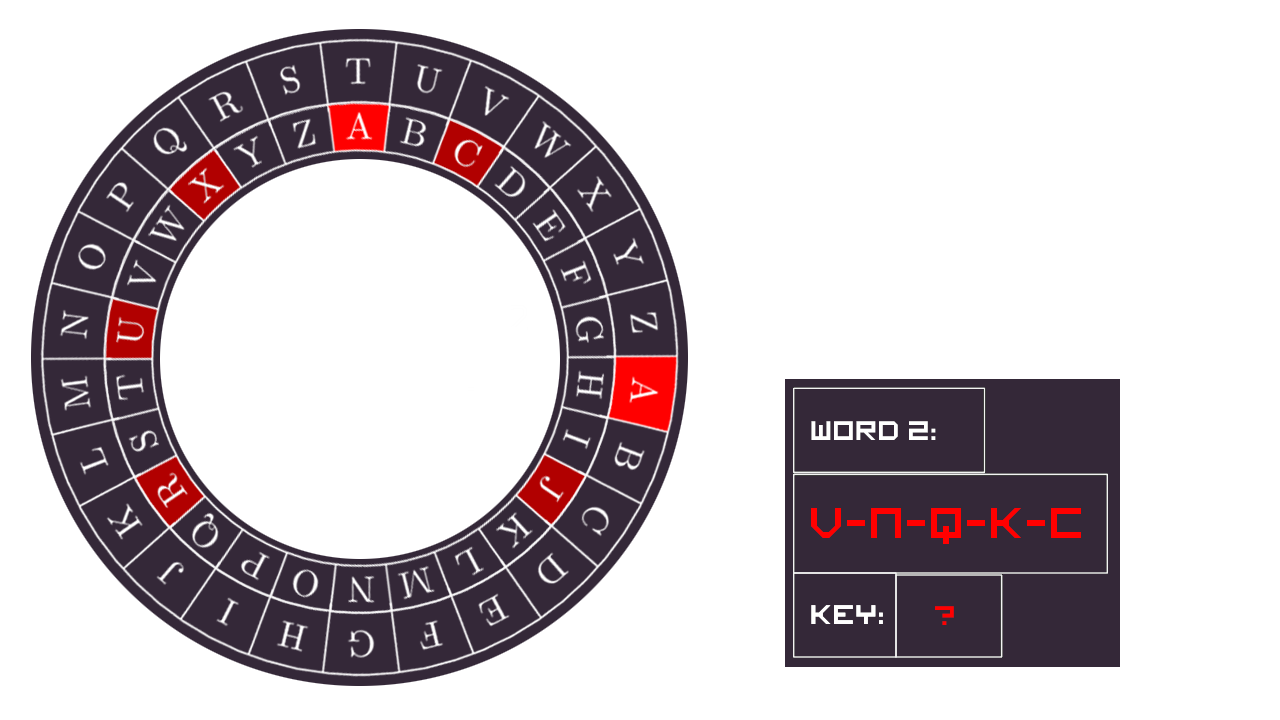 T U V W X Y Z A B C D E F G H I J K L M N O P Q R S
A B C D E F G H I J K L M N O P Q R S T U V W X Y Z
WORD 2:
V-N-Q-K-C
KEY: ?